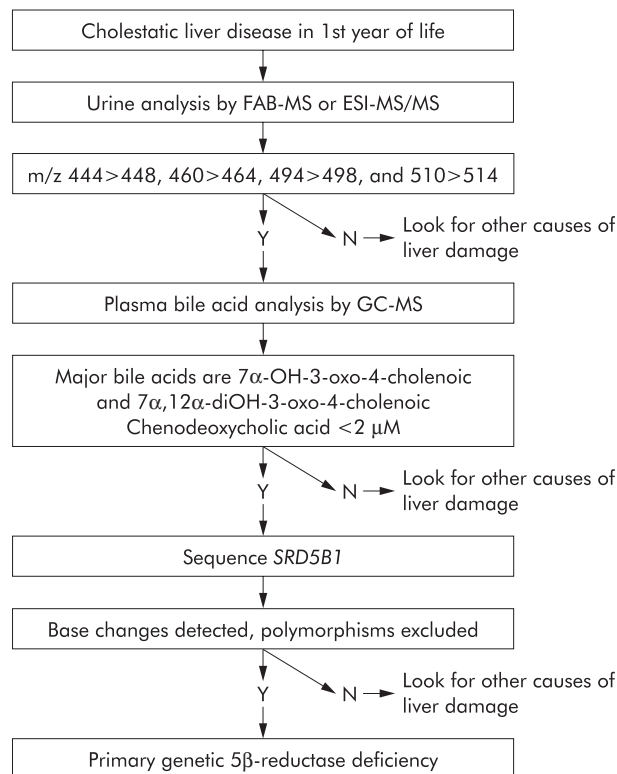 Cholestatic liver disease in 1st year of life
Urine analysis by FAB-MS or ESI-MS/MS
m/z 444>448, 460>464, 494>498, and 510>514
Y
N
Look for other causes of
liver damage
Plasma bile acid analysis by GC-MS
Major bile acids are 7α-OH-3-oxo-4-cholenoic
and 7α,12α-diOH-3-oxo-4-cholenoic
Chenodeoxycholic acid <2 μM
Y
N
Look for other causes of
liver damage
Sequence SRD5B1
Base changes detected, polymorphisms excluded
Y
N
Look for other causes of
liver damage
Primary genetic 5β-reductase deficiency